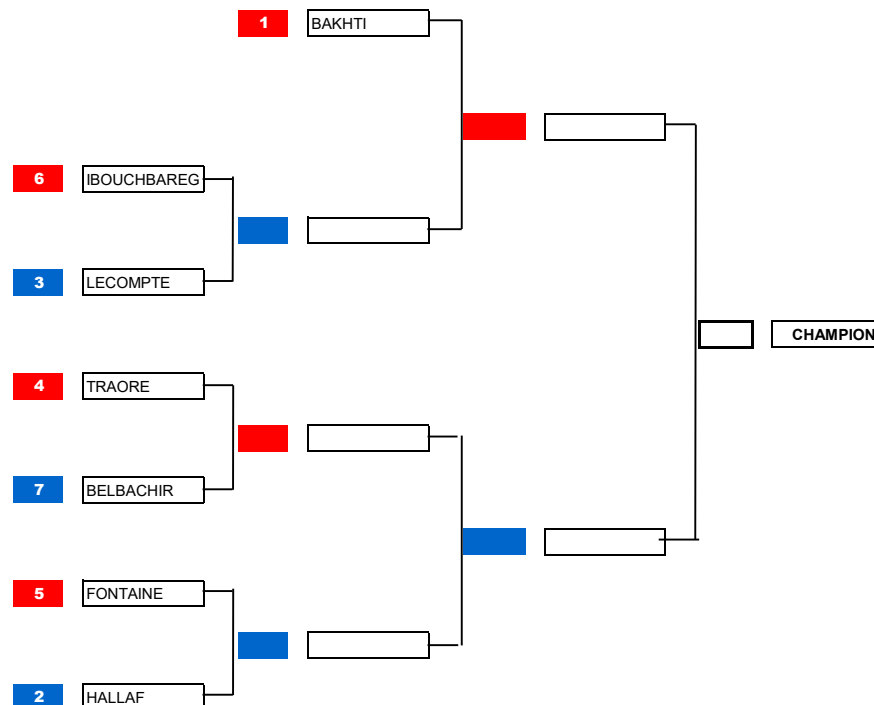 1 BAKHTI
6 IBOUCHBAREG
3 LECOMPTE
CHAMPION
4 TRAORE
7 BELBACHIR
5 FONTAINE
2 HALLAF